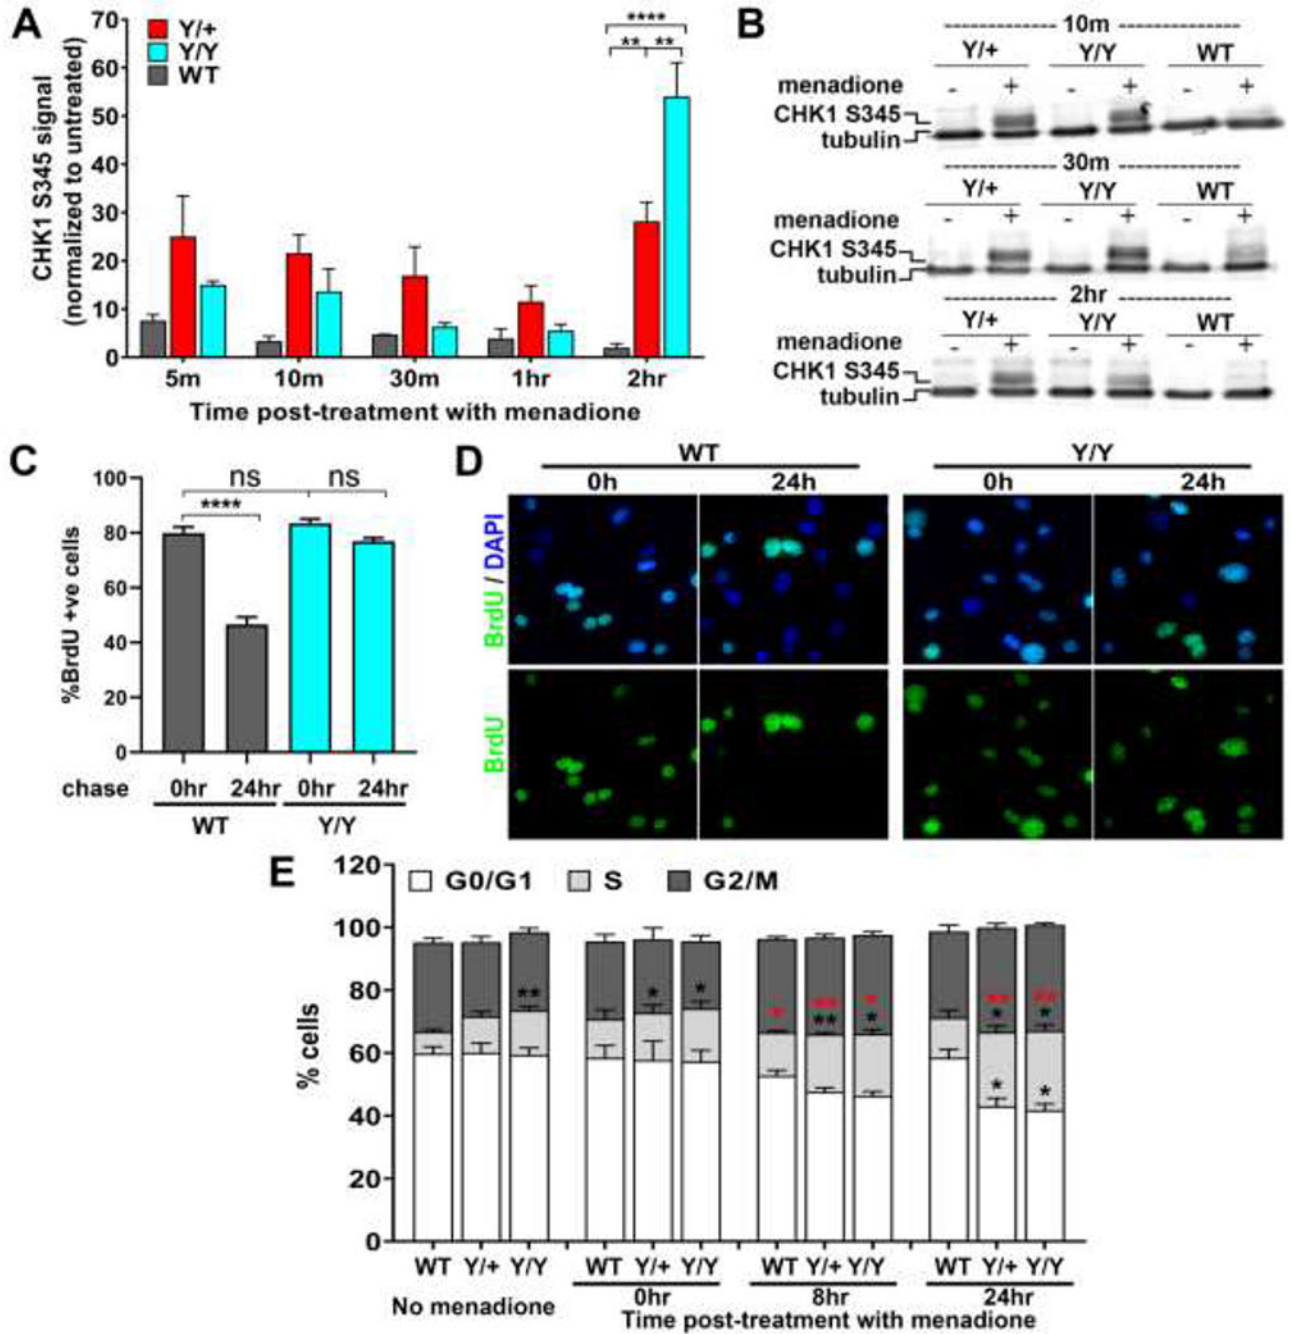 A
CHK1 S345 signal
(normalized to untreated)
70
60
50
40
30
20
10
0
Y/+
Y/Y
WT
****
** **
5m 10m 30m 1hr 2hr
Time post-treatment with menadione
B
10m
Y/+ Y/Y WT
menadione - + - + - +
CHK1 S345
tubulin
30m
Y/+ Y/Y WT
menadione - + - + - +
CHK1 S345
tubulin
2hr
Y/+ Y/Y WT
menadione - + - + - +
CHK1 S345
tubulin
C
%BrdU +ve cells
100
80
60
40
20
0
ns ns
****
chase 0hr 24hr 0hr 24hr
WT Y/Y
D
WT Y/Y
0h 24h 0h 24h
BrdU / DAPI
BrdU
E
% cells
120
100
80
60
40
20
0
G0/G1 S G2/M
** * * * ** * ** **
** * * *
* *
WT Y/+ Y/Y WT Y/+ Y/Y WT Y/+ Y/Y WT Y/+ Y/Y
No menadione 0hr 8hr 24hr
Time post-treatment with menadione